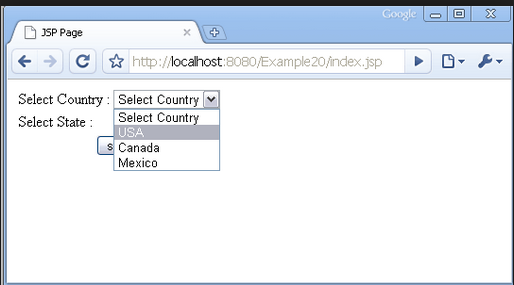 Google
JSP Page
http://localhost:8080/Example20/index.jsp
Select Country : Select Country
Select Country
Select State :
USA
Canada
Mexico